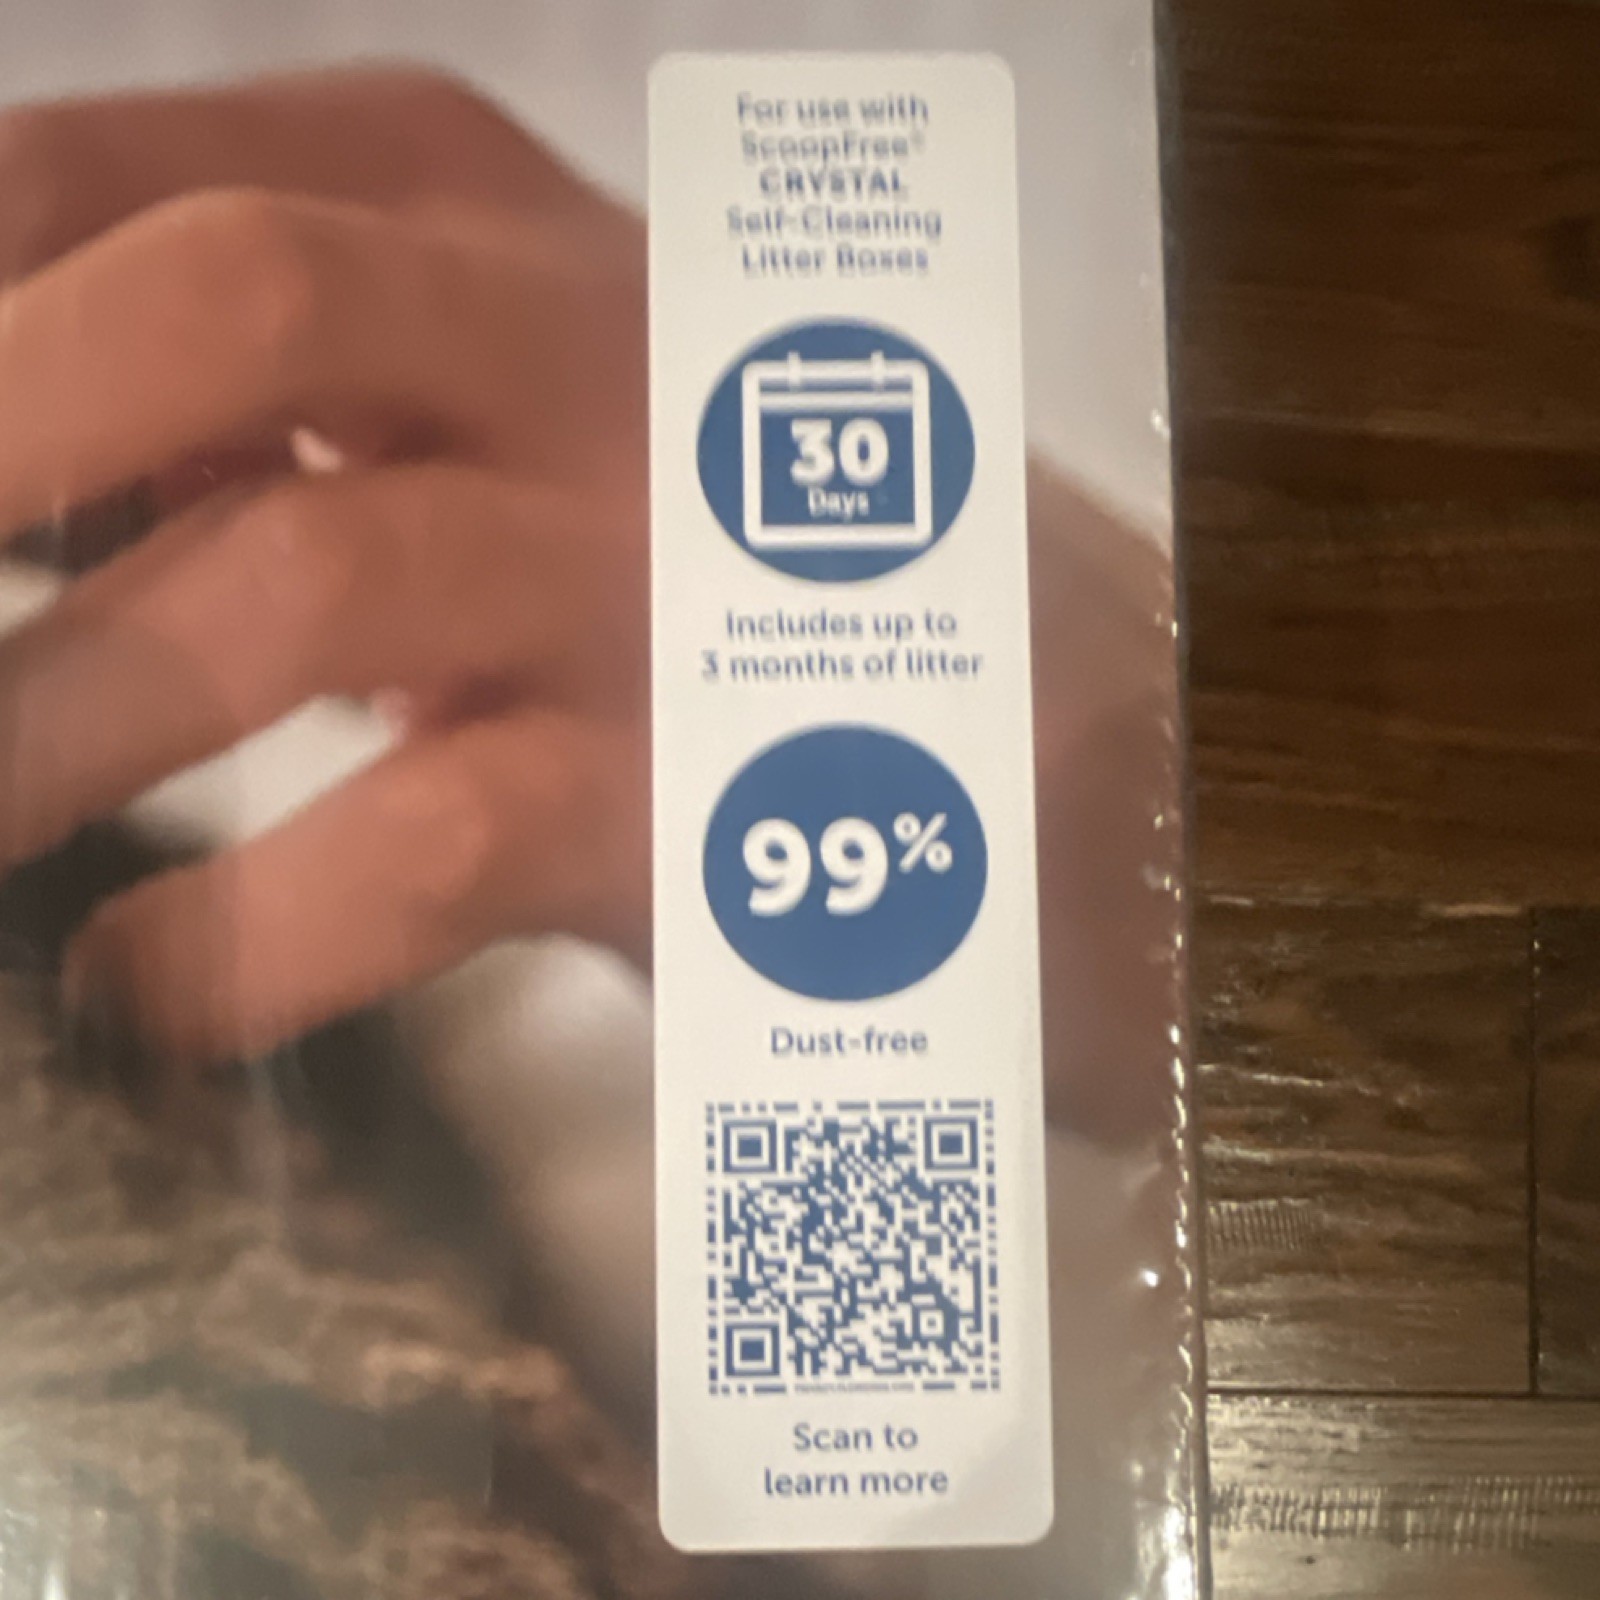 For use with
ScoopFree®
CRYSTAL
Self-Cleaning
Litter Boxes
30
Days
Includes up to
3 months of litter
99%
Dust-free
Scan to
learn more